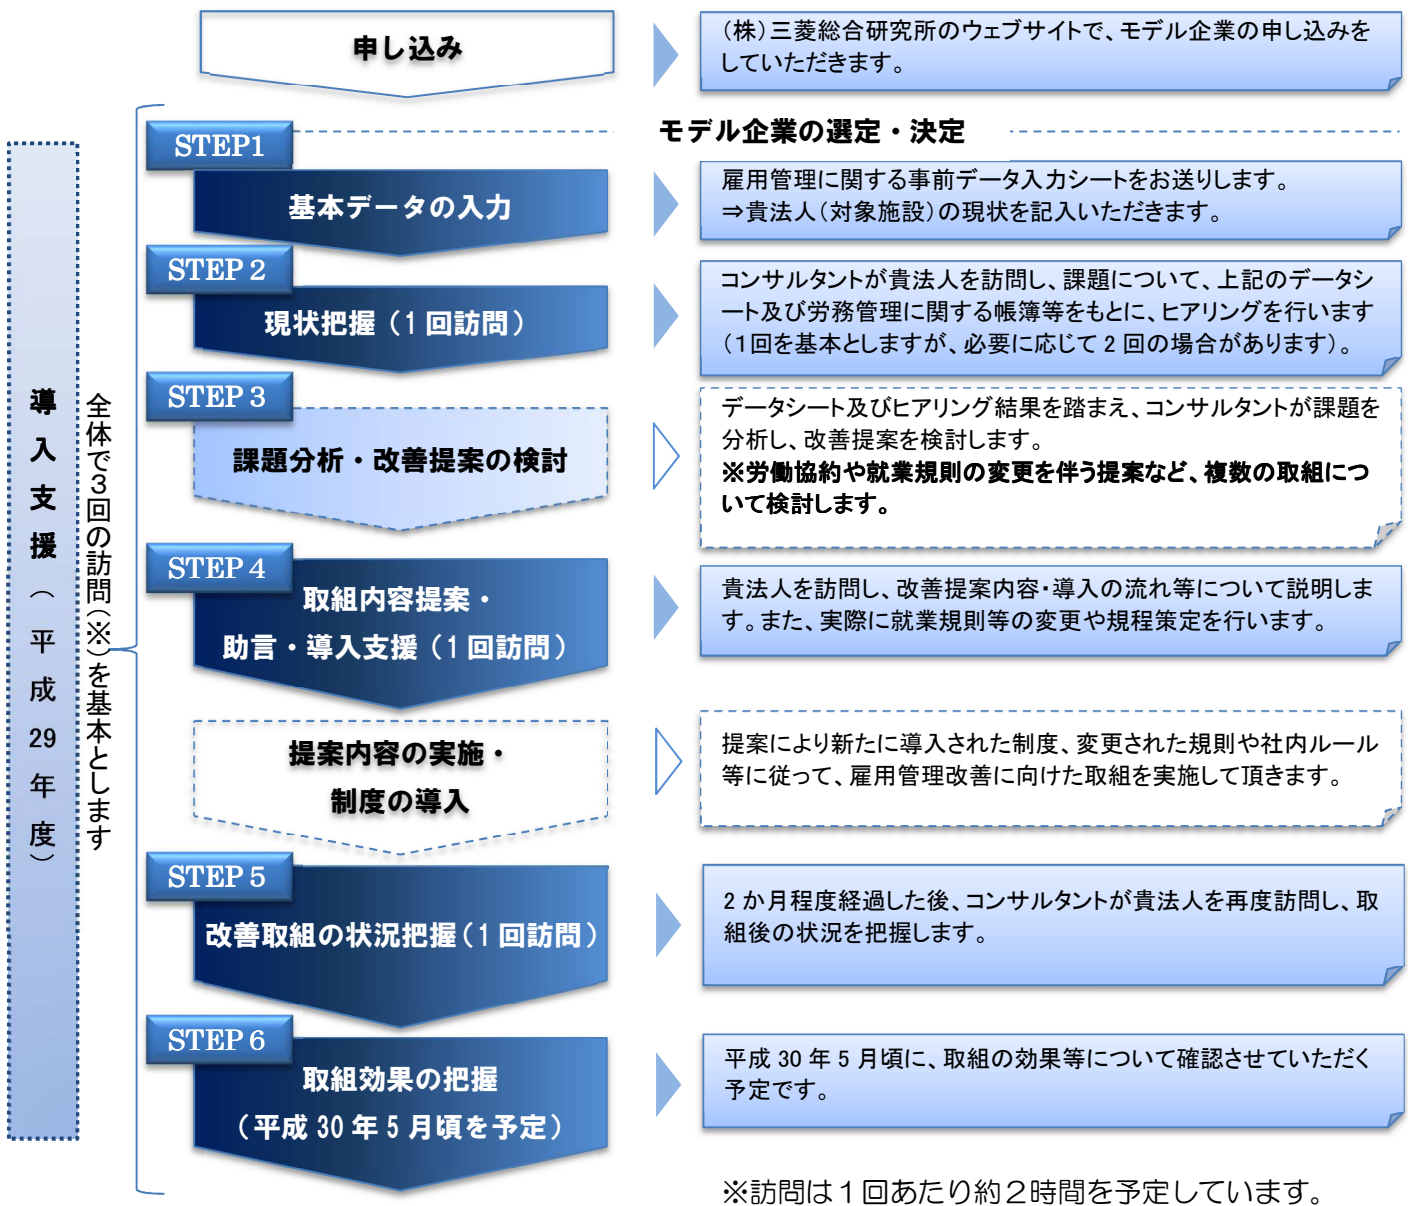 申し込み
(株)三菱総合研究所のウェブサイトで、モデル企業の申し込みを
していただきます。
導入支援(平成29年度)
全体で3回の訪問(※)を基本とします
STEP1
モデル企業の選定・決定
基本データの入力
雇用管理に関する事前データ入力シートをお送りします。
⇒貴法人(対象施設)の現状を記入いただきます。
STEP2
現状把握(1回訪問)
コンサルタントが貴法人を訪問し、課題について、上記のデータシ
ート及び労務管理に関する帳簿等をもとに、ヒアリングを行います
(1回を基本としますが、必要に応じて2回の場合があります)。
STEP3
課題分析・改善提案の検討
データシート及びヒアリング結果を踏まえ、コンサルタントが課題を
分析し、改善提案を検討します。
※労働協約や就業規則の変更を伴う提案など、複数の取組につ
いて検討します。
STEP4
取組内容提案・
助言・導入支援(1回訪問)
貴法人を訪問し、改善提案内容・導入の流れ等について説明しま
す。また、実際に就業規則等の変更や規程策定を行います。
提案内容の実施・
制度の導入
提案により新たに導入された制度、変更された規則や社内ルール
等に従って、雇用管理改善に向けた取組を実施して頂きます。
STEP5
改善取組の状況把握(1回訪問)
2か月程度経過した後、コンサルタントが貴法人を再度訪問し、取
組後の状況を把握します。
STEP6
取組効果の把握
(平成30年5月頃を予定)
平成30年5月頃に、取組の効果等について確認させていただく
予定です。
※訪問は1回あたり約2時間を予定しています。